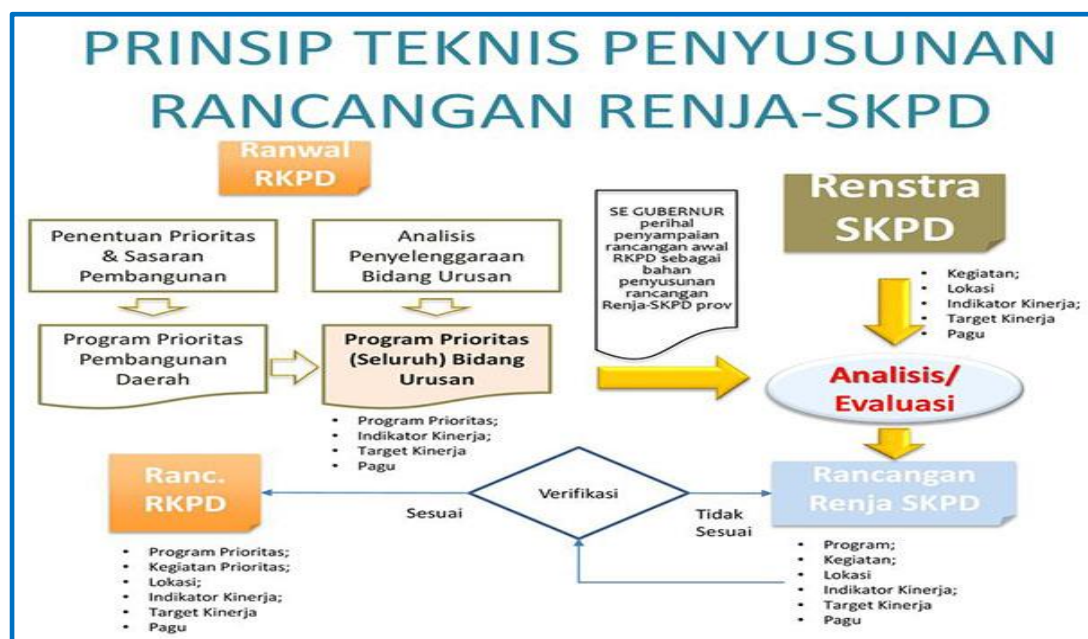 PRINSIP TEKNIS PENYUSUNAN
RANCANGAN RENJA-SKPD
Ranwal
RKPD
Penentuan Prioritas
& Sasaran
Pembangunan
Analisis
Penyelenggaraan
Bidang Urusan
SE GUBERNUR
perihal
penyampaian
rancangan awal
RKPD sebagai
bahan
penyusunan
rancangan
Renja-SKPD prov
Renstra
SKPD
• Kegiatan;
• Lokasi
• Indikator Kinerja;
• Target Kinerja
• Pagu
Program Prioritas
Pembangunan
Daerah
Program Prioritas
(Seluruh) Bidang
Urusan
• Program Prioritas;
• Indikator Kinerja;
• Target Kinerja
• Pagu
Analisis/
Evaluasi
Ranc.
RKPD
Sesuai
Verifikasi
Tidak
Sesuai
Rancangan
Renja SKPD
• Program Prioritas;
• Kegiatan Prioritas;
• Lokasi;
• Indikator Kinerja;
• Target Kinerja
• Pagu
• Program;
• Kegiatan;
• Lokasi
• Indikator Kinerja;
• Target Kinerja
• Pagu